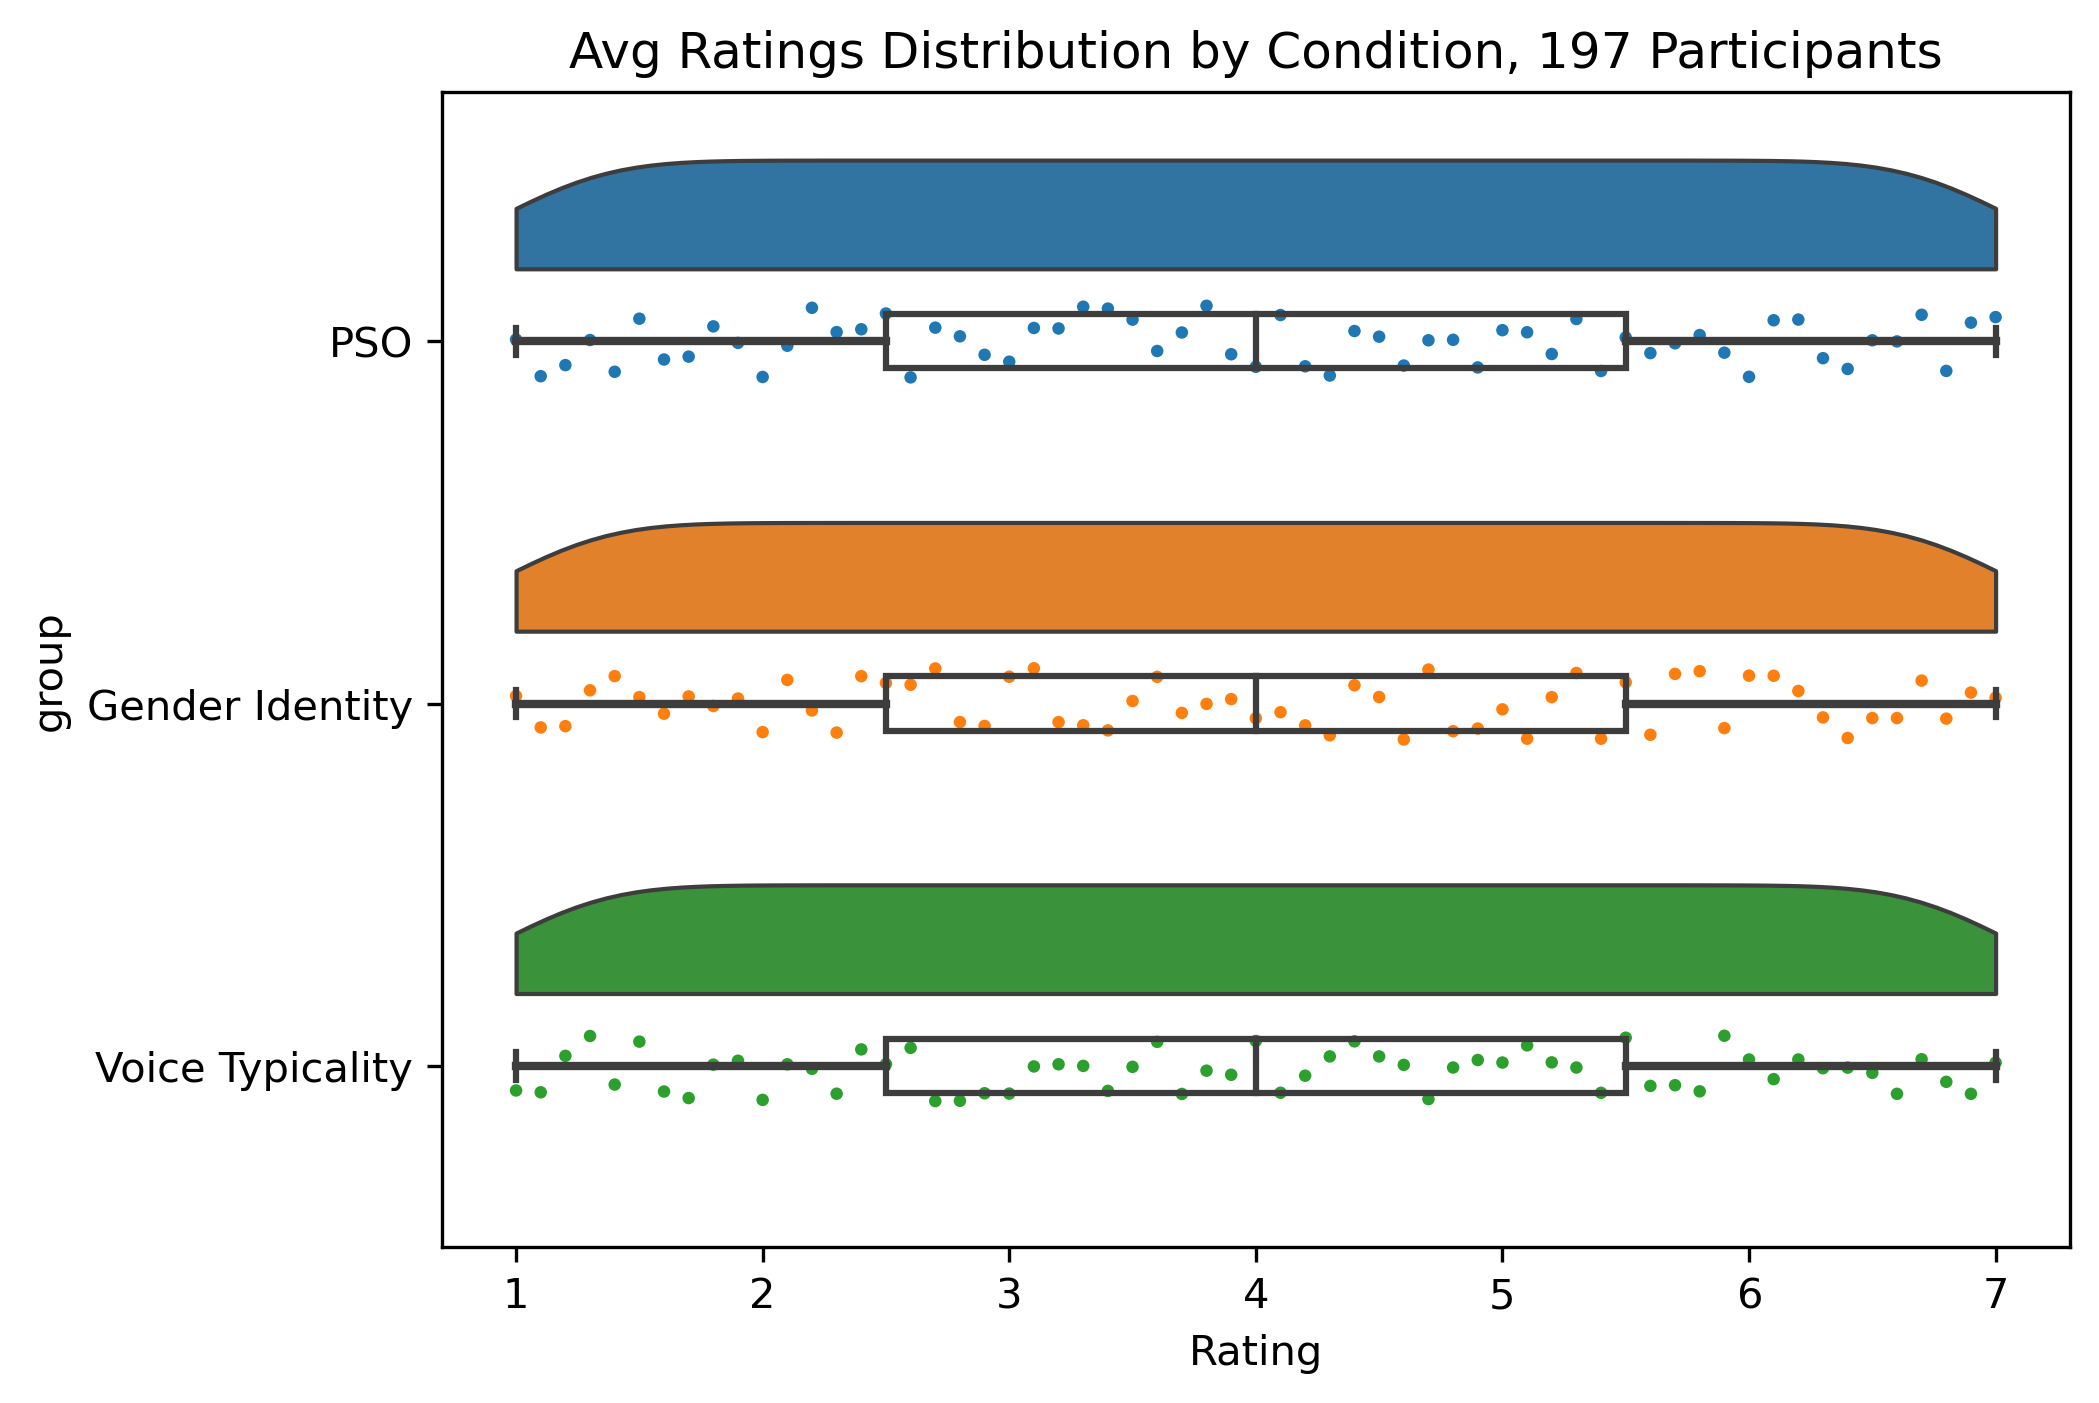 Avg Ratings Distribution by Condition, 197 Participants
PSO
Gender Identity
Voice Typicality
group
1 2 3 4 5 6 7
Rating